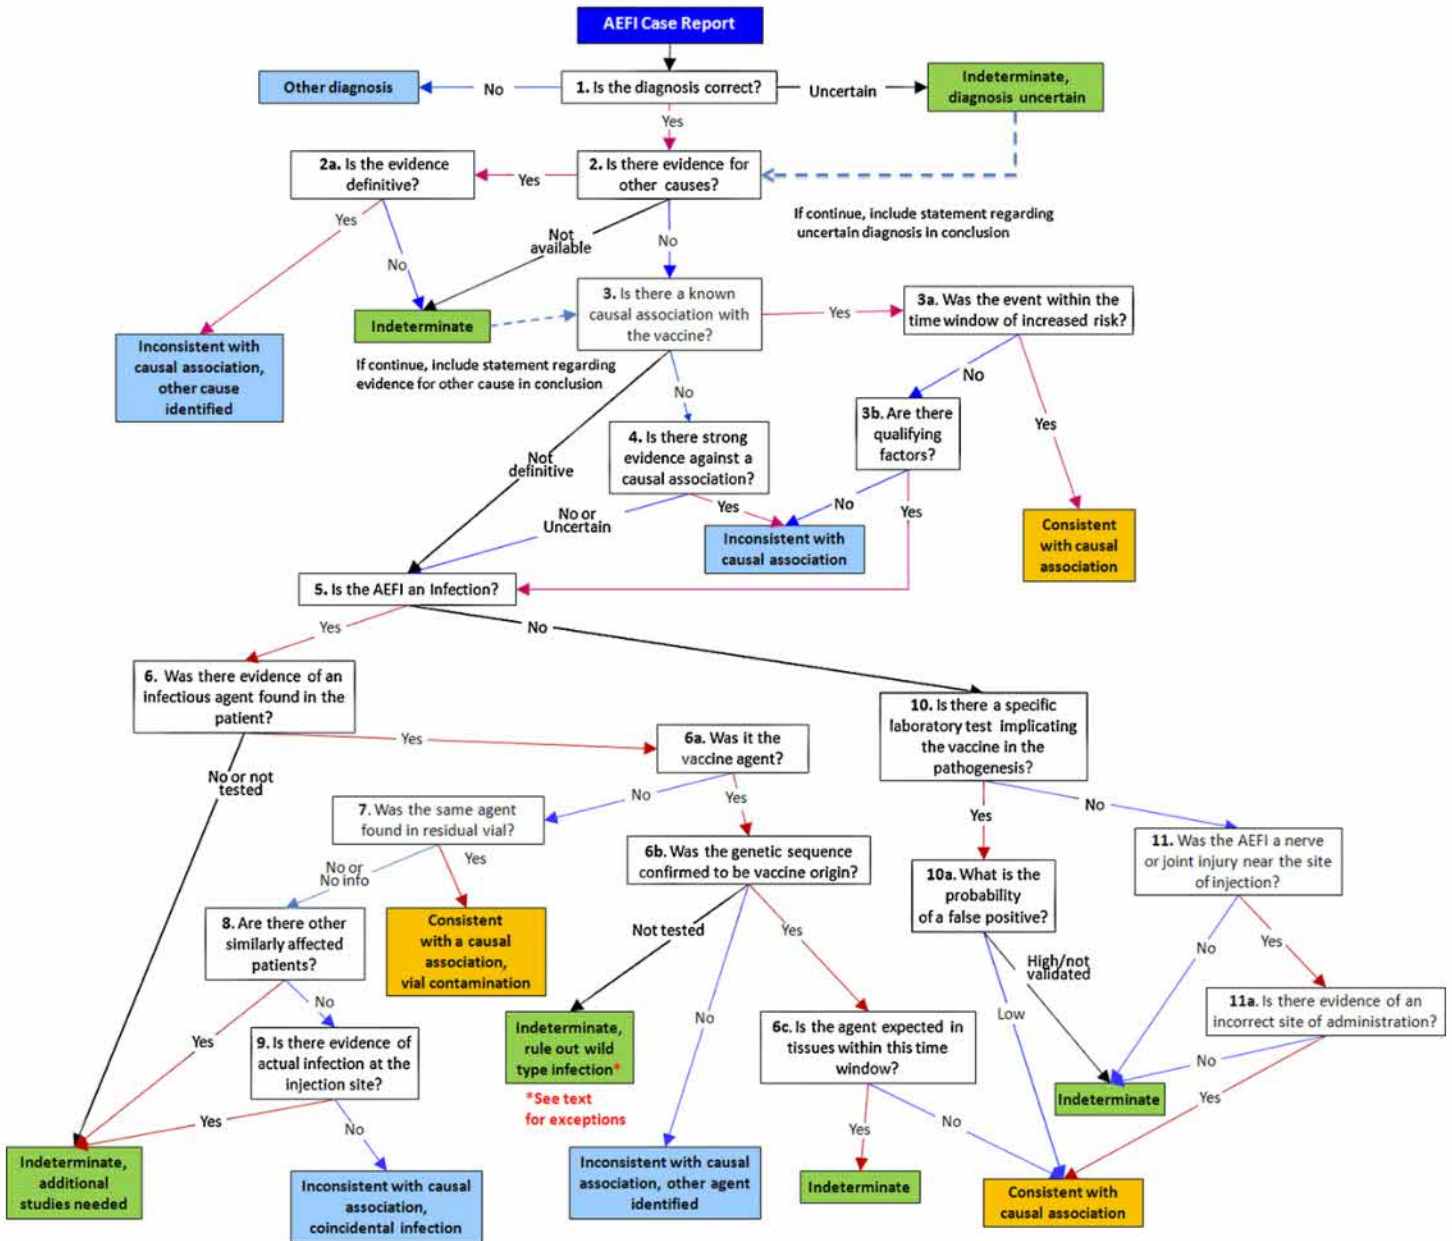 AEFI Case Report
Other diagnosis
No
1. Is the diagnosis correct?
Uncertain
Indeterminate,
diagnosis uncertain
Yes
2a. Is the evidence
definitive?
Yes
2. Is there evidence for
other causes?
If continue, include statement regarding
uncertain diagnosis in conclusion
Yes
No
Not
available
No
Indeterminate
3. Is there a known
causal association with
the vaccine?
Yes
3a. Was the event within the
time window of increased risk?
Inconsistent with
causal association,
other cause
identified
If continue, include statement regarding
evidence for other cause in conclusion
No
No
Yes
3b. Are there
qualifying
factors?
4. Is there strong
evidence against a
causal association?
Not
definitive
No or
Uncertain
Yes
No
Yes
Inconsistent with
causal association
Consistent
with causal
association
5. Is the AEFI an Infection?
Yes
No
6. Was there evidence of an
infectious agent found in the
patient?
Yes
6a. Was it the
vaccine agent?
10. Is there a specific
laboratory test implicating
the vaccine in the
pathogenesis?
No or not
tested
No
Yes
Yes
No
7. Was the same agent
found in residual vial?
6b. Was the genetic sequence
confirmed to be vaccine origin?
10a. What is the
probability
of a false positive?
11. Was the AEFI a nerve
or joint injury near the site
of injection?
No or
No info
Yes
8. Are there other
similarly affected
patients?
Consistent
with a causal
association,
vial contamination
Not tested
Yes
High/not
validated
No
Yes
No
Low
11a. Is there evidence of an
incorrect site of administration?
No
Yes
9. Is there evidence of
actual infection at the
injection site?
Indeterminate,
rule out wild
type infection*
*See text
for exceptions
6c. Is the agent expected in
tissues within this time
window?
No
Yes
Indeterminate
Yes
No
Yes
No
Indeterminate,
additional
studies needed
Inconsistent with causal
association,
coincidental infection
Inconsistent with causal
association, other agent
identified
Indeterminate
Consistent with
causal association